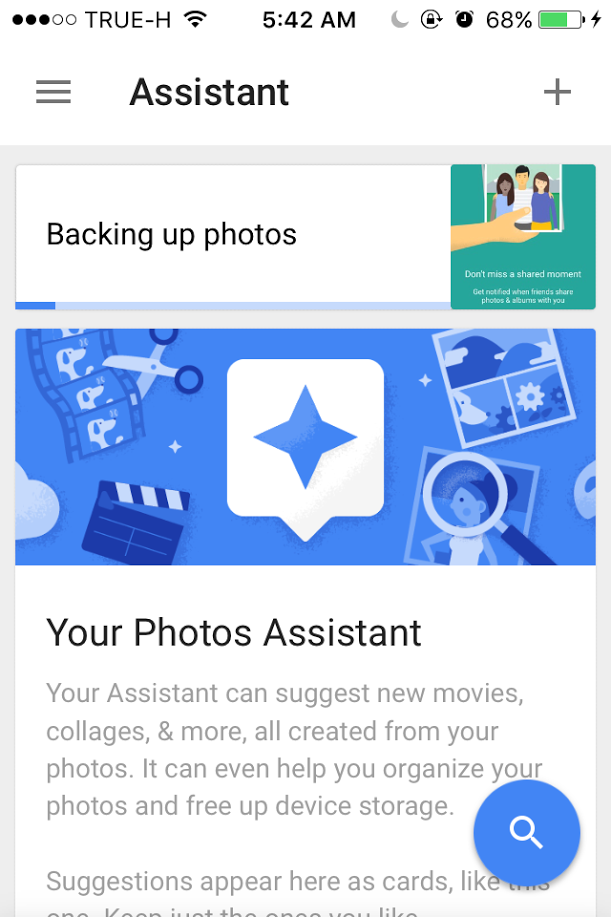 TRUE-H 5:42 AM 68%
Assistant
Backing up photos
Don't miss a shared moment
Get notified when friends share
photos & albums with you
Your Photos Assistant
Your Assistant can suggest new movies,
collages, & more, all created from your
photos. It can even help you organize your
photos and free up device storage.
Suggestions appear here as cards, like this
one. Keep just the ones you like.